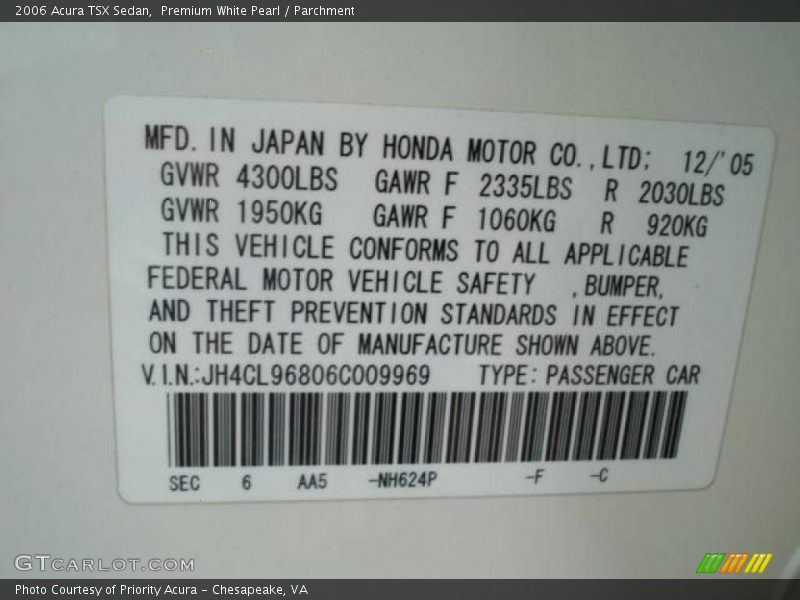 2006 Acura TSX Sedan,  Premium White Pearl / Parchment
MFD. IN JAPAN BY HONDA MOTOR CO.,LTD; 12/'05
GVWR 4300LBS GAWR F 2335LBS R 2030LBS
GVWR 1950KG GAWR F 1060KG R 920KG
THIS VEHICLE CONFORMS TO ALL APPLICABLE
FEDERAL MOTOR VEHICLE SAFETY ,BUMPER,
AND THEFT PREVENTION STANDARDS IN EFFECT
ON THE DATE OF MANUFACTURE SHOWN ABOVE.
V.I.N.:JH4CL96806C009969 TYPE: PASSENGER CAR
SEC 6 AA5 -NH624P -F -C
GTCARLOT.COM
Photo Courtesy of Priority Acura - Chesapeake, VA